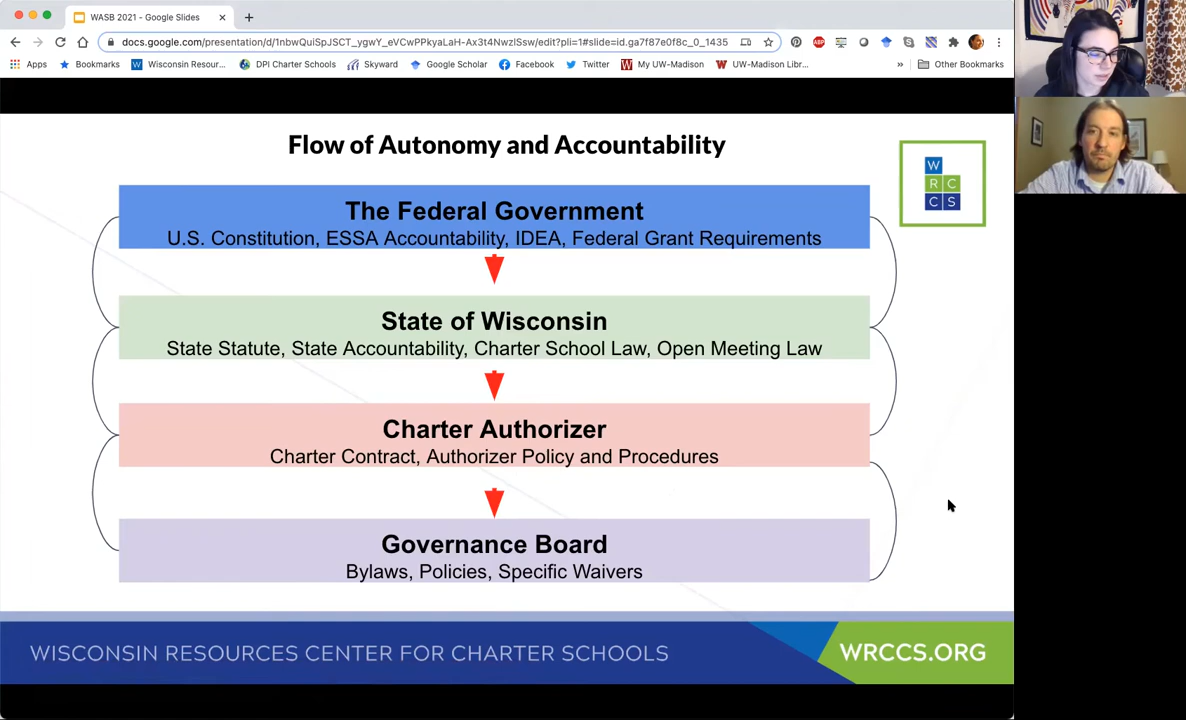 WASB 2021 - Google Slides
docs.google.com/presentation/d/1nbwQuiSpJSCT_ygwY_eVCwPPkyaLaH-Ax3t4NwziSsw/edit?pli=1#slide=id.ga7f87e0f8c_0_1435
ABP
Apps
Bookmarks
Wisconsin Resour...
DPI Charter Schools
Skyward
Google Scholar
Facebook
Twitter
My UW-Madison
UW-Madison Libr...
»
Other Bookmarks
Flow of Autonomy and Accountability
W
R C
C S
The Federal Government
U.S. Constitution, ESSA Accountability, IDEA, Federal Grant Requirements
State of Wisconsin
State Statute, State Accountability, Charter School Law, Open Meeting Law
Charter Authorizer
Charter Contract, Authorizer Policy and Procedures
Governance Board
Bylaws, Policies, Specific Waivers
WISCONSIN RESOURCES CENTER FOR CHARTER SCHOOLS
WRCCS.ORG